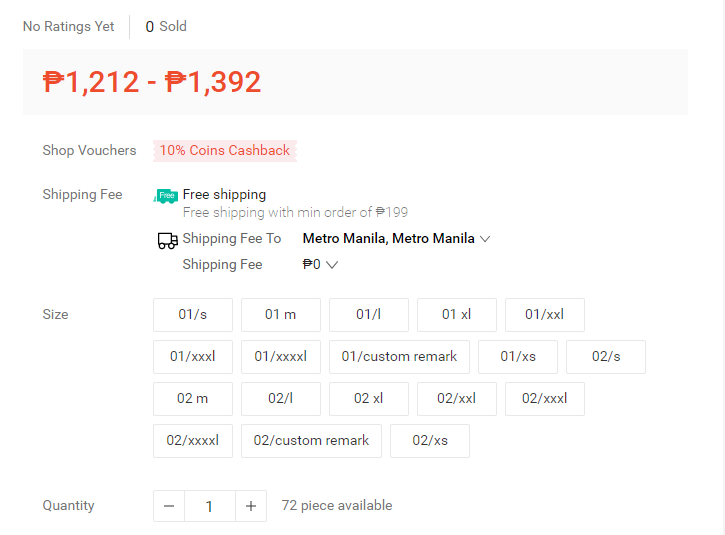 No Ratings Yet 0 Sold
₱1,212 - ₱1,392
Shop Vouchers 10% Coins Cashback
Shipping Fee Free Free shipping
Free shipping with min order of ₱199
Shipping Fee To Metro Manila, Metro Manila
Shipping Fee ₱0
Size 01/s 01 m 01/l 01 xl 01/xxl
01/xxxl 01/xxxxl 01/custom remark 01/xs 02/s
02 m 02/l 02 xl 02/xxl 02/xxxl
02/xxxxl 02/custom remark 02/xs
Quantity − 1 + 72 piece available